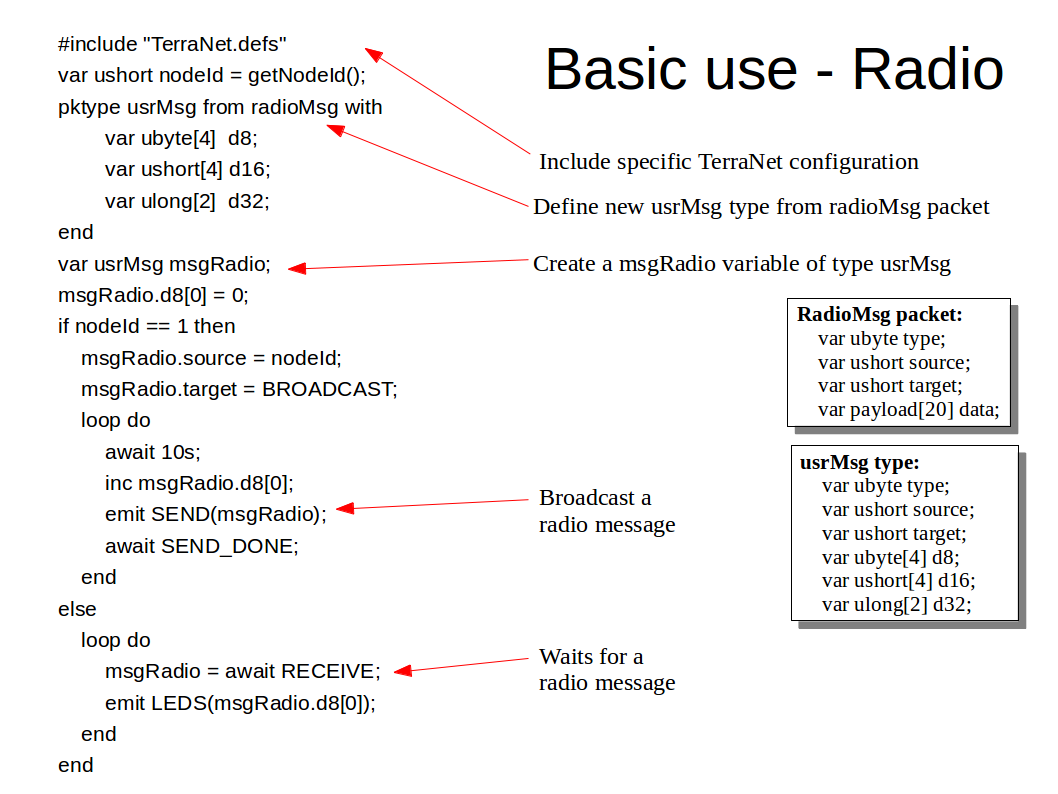 Basic use - Radio
#include "TerraNet.defs"
var ushort nodeId = getNodeId();
pktype usrMsg from radioMsg with
var ubyte[4]  d8;
var ushort[4] d16;
var ulong[2]  d32;
end
var usrMsg msgRadio;
msgRadio.d8[0] = 0;
if nodeId == 1 then
msgRadio.source = nodeId;
msgRadio.target = BROADCAST;
loop do
await 10s;
inc msgRadio.d8[0];
emit SEND(msgRadio);
await SEND_DONE;
end
else
loop do
msgRadio = await RECEIVE;
emit LEDS(msgRadio.d8[0]);
end
end
Include specific TerraNet configuration
Define new usrMsg type from radioMsg packet
Create a msgRadio variable of type usrMsg
Broadcast a
radio message
Waits for a
radio message
RadioMsg packet:
var ubyte type;
var ushort source;
var ushort target;
var payload[20] data;
usrMsg type:
var ubyte type;
var ushort source;
var ushort target;
var ubyte[4] d8;
var ushort[4] d16;
var ulong[2] d32;